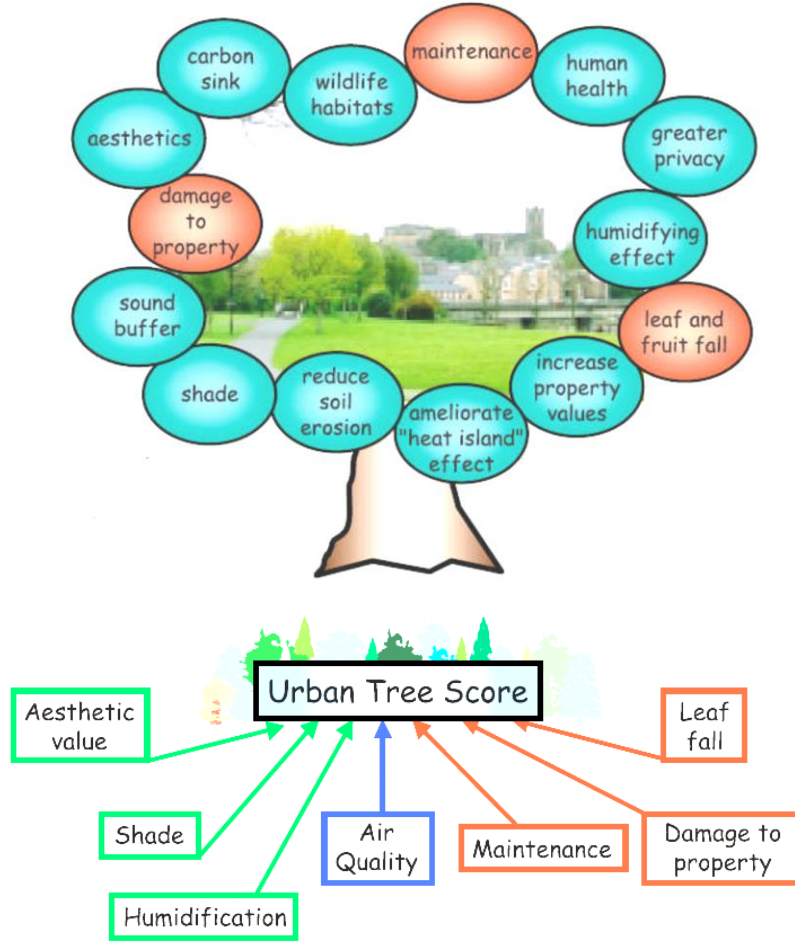 maintenance
carbon
sink
human
health
wildlife
habitats
aesthetics
greater
privacy
damage
to
property
humidifying
effect
sound
buffer
leaf and
fruit fall
shade
reduce
soil
erosion
increase
property
values
ameliorate
"heat island"
effect
Urban Tree Score
Aesthetic
value
Leaf
fall
Shade
Air
Quality
Maintenance
Damage to
property
Humidification